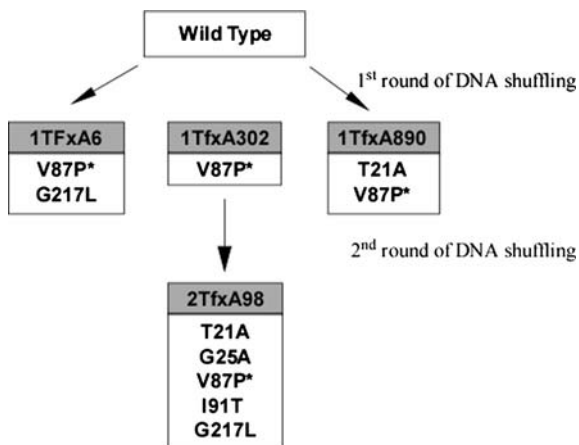 Wild Type
1st round of DNA shuffling
1TFxA6
V87P*
G217L
1TfxA302
V87P*
1TfxA890
T21A
V87P*
2nd round of DNA shuffling
2TfxA98
T21A
G25A
V87P*
I91T
G217L